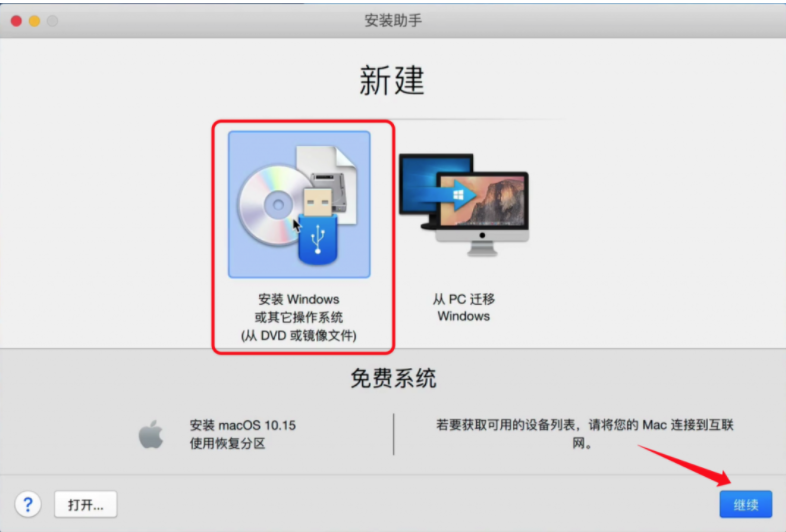 安装助手
新建
安装 Windows
或其它操作系统
(从 DVD 或镜像文件)
从 PC 迁移
Windows
免费系统
安装 macOS 10.15
使用恢复分区
若要获取可用的设备列表，请将您的 Mac 连接到互联
网。
?
打开...
继续